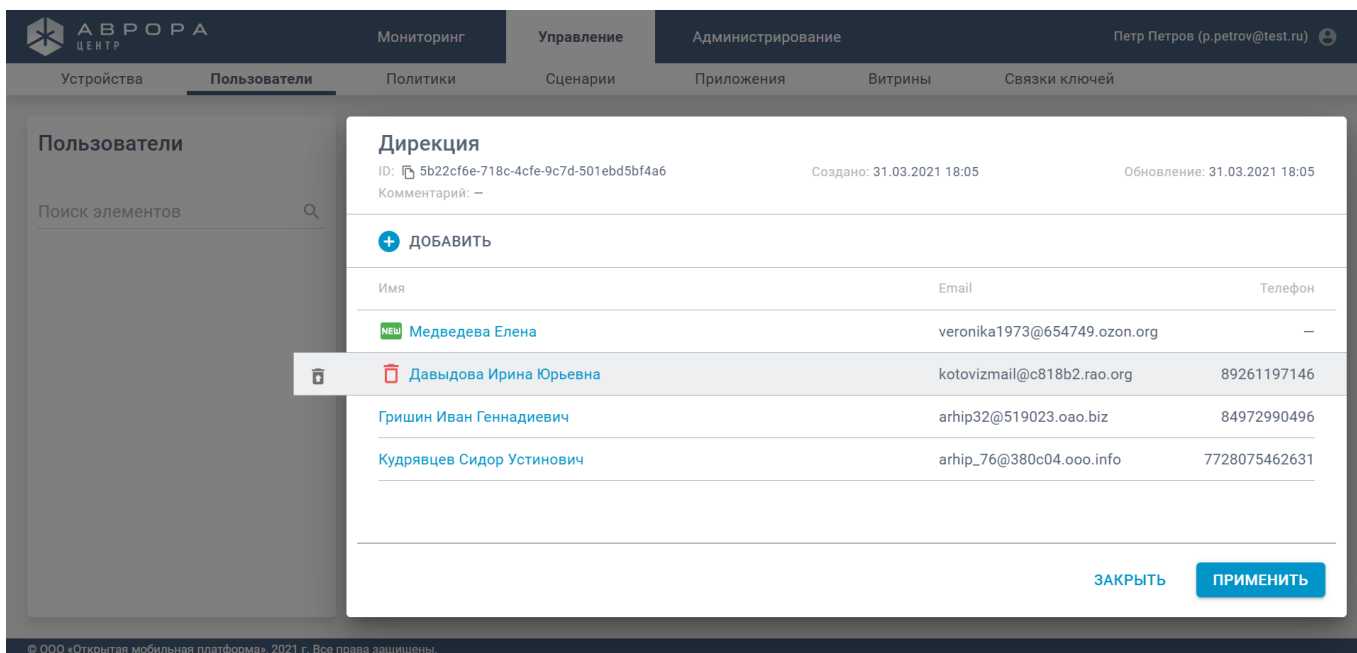 АВРОРА
ЦЕНТР
Мониторинг
Управление
Администрирование
Петр Петров (p.petrov@test.ru)
Устройства
Пользователи
Политики
Сценарии
Приложения
Витрины
Связки ключей
Пользователи
Поиск элементов
Дирекция
ID: 5b22cf6e-718c-4cfe-9c7d-501ebd5bf4a6
Создано: 31.03.2021 18:05
Обновление: 31.03.2021 18:05
Комментарий: —
ДОБАВИТЬ
Имя Email Телефон
NEW Медведева Елена veronika1973@654749.ozon.org —
Давыдова Ирина Юрьевна kotovizmail@c818b2.rao.org 89261197146
Гришин Иван Геннадиевич arhip32@519023.oao.biz 84972990496
Кудрявцев Сидор Устинович arhip_76@380c04.ooo.info 7728075462631
ЗАКРЫТЬ
ПРИМЕНИТЬ
© ООО «Открытая мобильная платформа», 2021 г. Все права защищены.